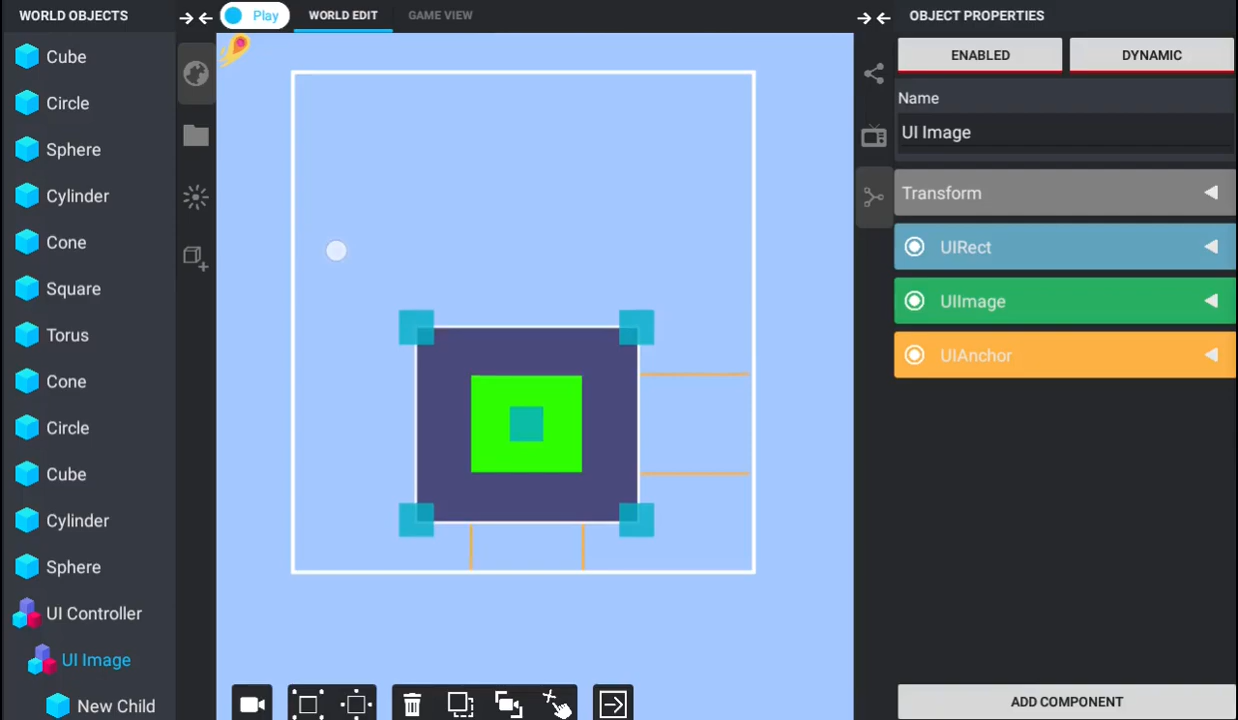 WORLD OBJECTS
Play
WORLD EDIT
GAME VIEW
OBJECT PROPERTIES
Cube
Circle
Sphere
Cylinder
Cone
Square
Torus
Cone
Circle
Cube
Cylinder
Sphere
UI Controller
UI Image
New Child
ENABLED
DYNAMIC
Name
UI Image
Transform
UIRect
UIImage
UIAnchor
ADD COMPONENT